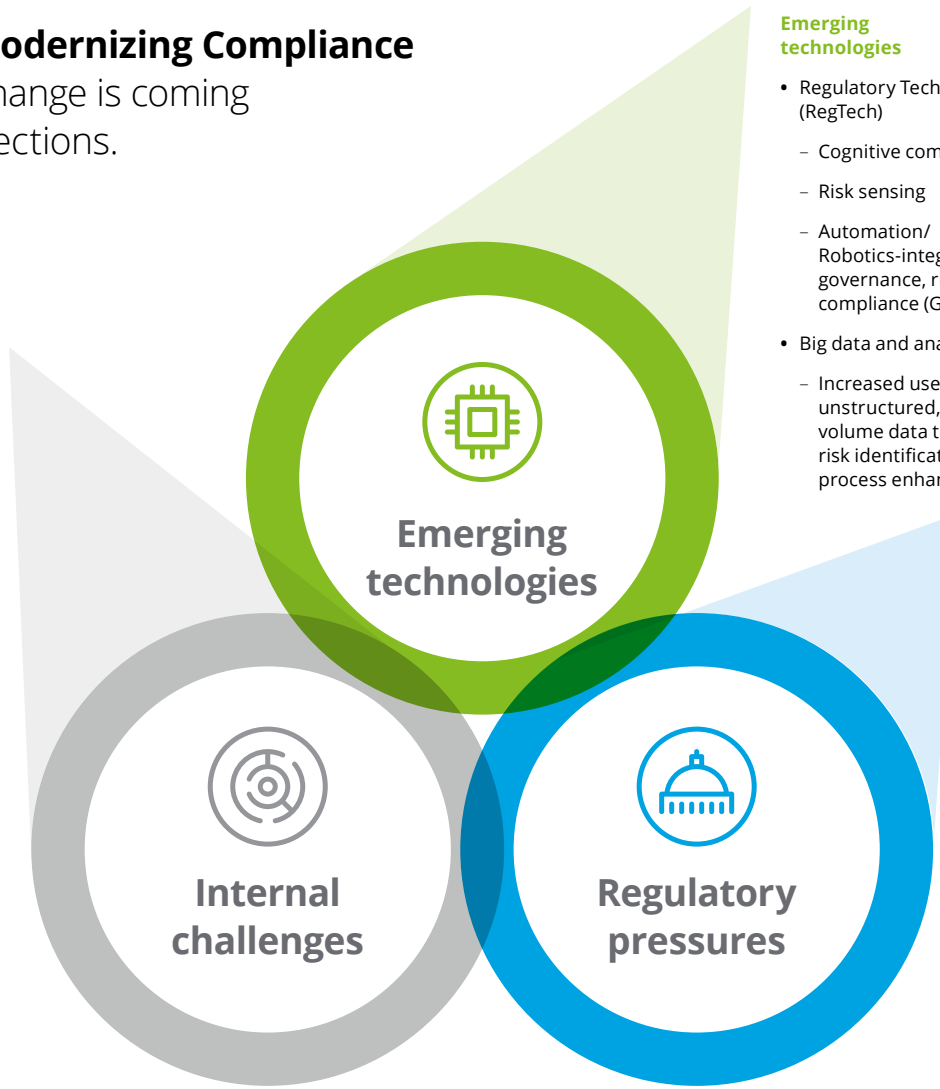 odernizing Compliance
hange is coming
ections.
Emerging
technologies
• Regulatory Tech
(RegTech)
– Cognitive com
– Risk sensing
– Automation/
Robotics-integ
governance, r
compliance (G
• Big data and ana
– Increased use
unstructured,
volume data t
risk identificat
process enhan
Emerging
technologies
Internal
challenges
Regulatory
pressures